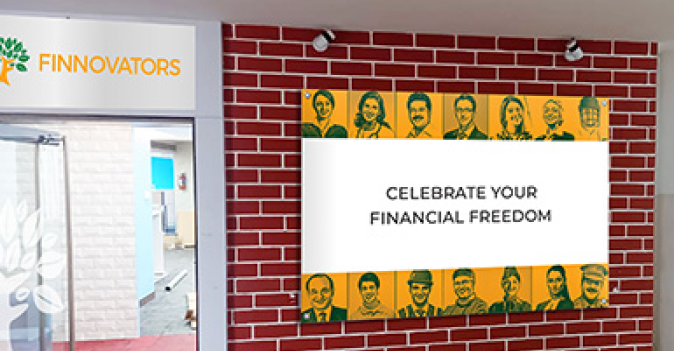 FINNOVATORS
CELEBRATE YOUR
FINANCIAL FREEDOM